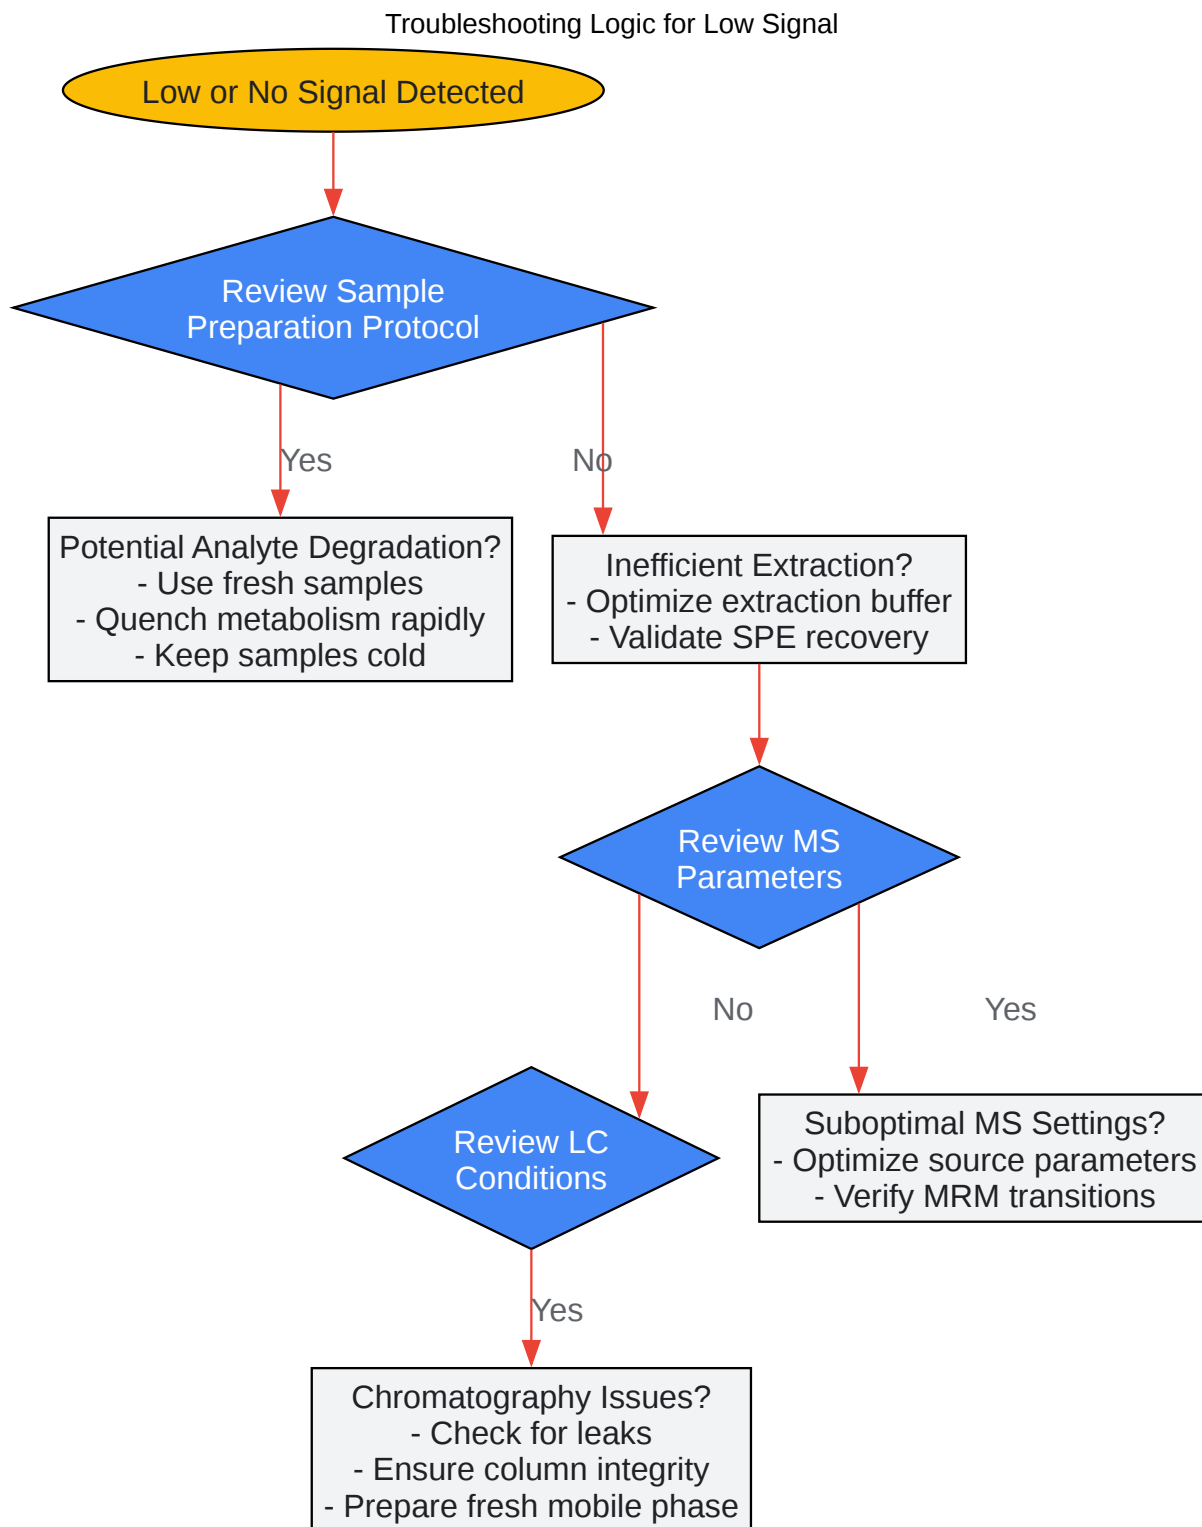 Troubleshooting Logic for Low Signal
Low or No Signal Detected
Review Sample
Preparation Protocol
Yes
No
Potential Analyte Degradation?
- Use fresh samples
- Quench metabolism rapidly
- Keep samples cold
Inefficient Extraction?
- Optimize extraction buffer
- Validate SPE recovery
Review MS
Parameters
No
Yes
Review LC
Conditions
Suboptimal MS Settings?
- Optimize source parameters
- Verify MRM transitions
Yes
Chromatography Issues?
- Check for leaks
- Ensure column integrity
- Prepare fresh mobile phase